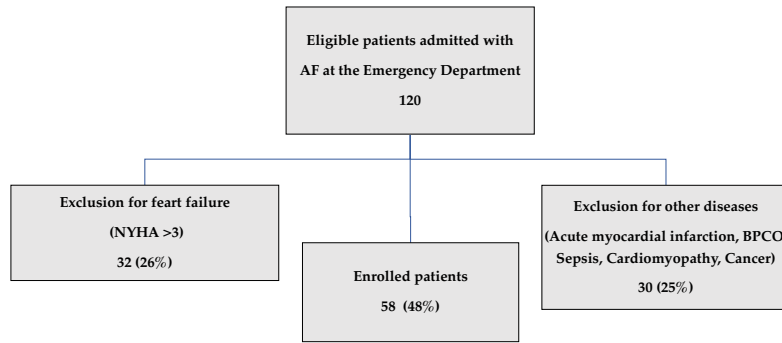 Eligible patients admitted with
AF at the Emergency Department
120
Exclusion for feart failure
(NYHA >3)
32 (26%)
Enrolled patients
58 (48%)
Exclusion for other diseases
(Acute myocardial infarction, BPCO
Sepsis, Cardiomyopathy, Cancer)
30 (25%)